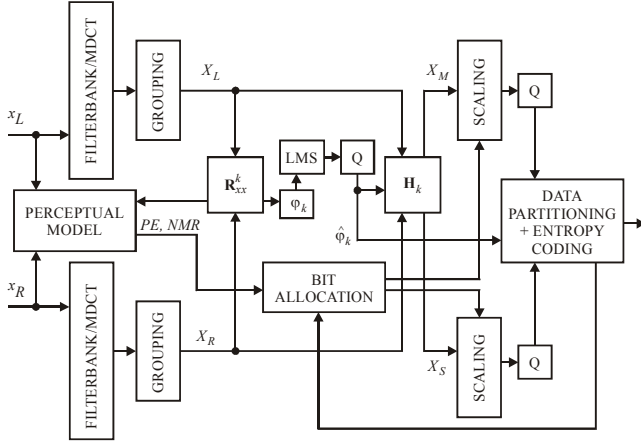 x_L
FILTERBANK/MDCT
GROUPING
X_L
X_M
SCALING
Q
LMS
Q
R^k_xx
φ_k
H_k
PERCEPTUAL
MODEL
PE, NMR
φ̂_k
DATA
PARTITIONING
+ ENTROPY
CODING
BIT
ALLOCATION
x_R
FILTERBANK/MDCT
GROUPING
X_R
X_S
SCALING
Q